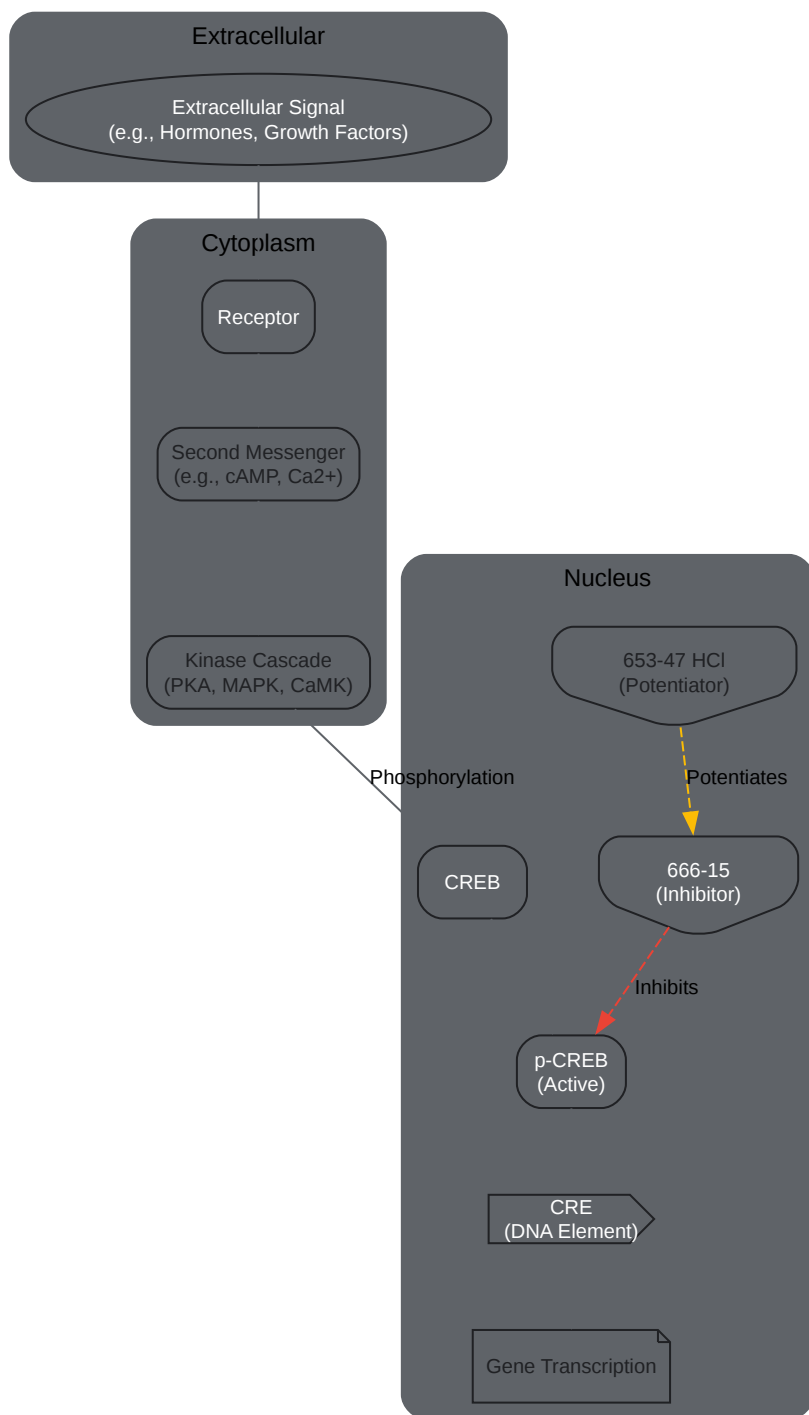 Extracellular
Extracellular Signal
(e.g., Hormones, Growth Factors)
Cytoplasm
Receptor
Second Messenger
(e.g., cAMP, Ca2+)
Kinase Cascade
(PKA, MAPK, CaMK)
Nucleus
653-47 HCl
(Potentiator)
Phosphorylation
Potentiates
CREB
666-15
(Inhibitor)
Inhibits
p-CREB
(Active)
CRE
(DNA Element)
Gene Transcription